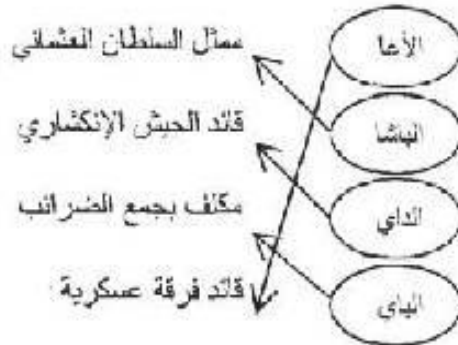 الأغا
ممثل السلطان العثماني
الباشا
قائد الجيش الإنكشاري
الداي
مكلف بجمع الضرائب
الباي
قائد فرقة عسكرية